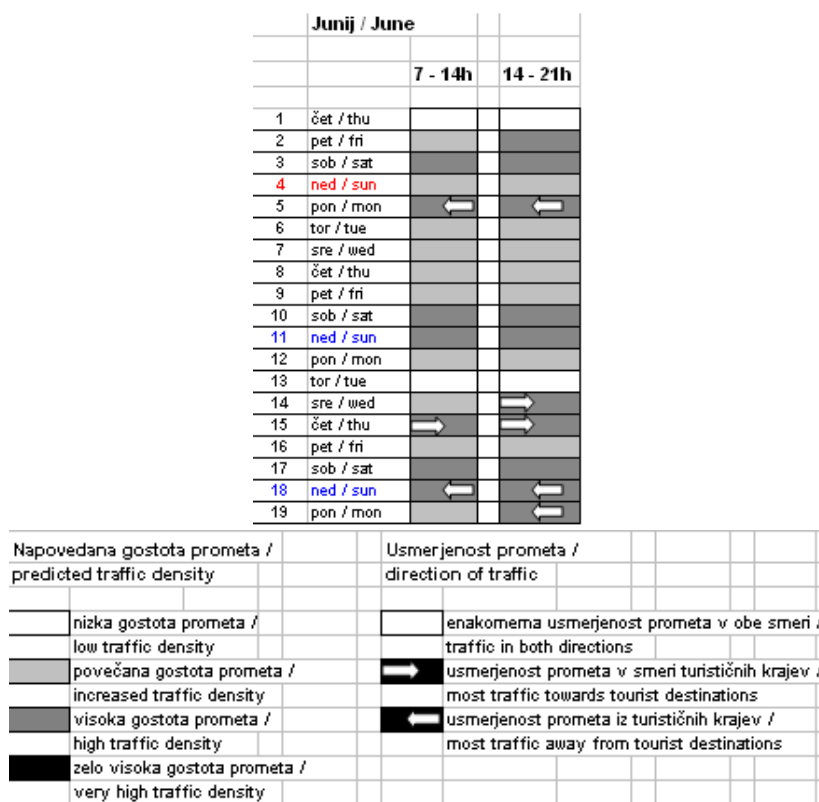 Junij / June
7 - 14h 14 - 21h
1 čet / thu
2 pet / fri
3 sob / sat
4 ned / sun
5 pon / mon
6 tor / tue
7 sre / wed
8 čet / thu
9 pet / fri
10 sob / sat
11 ned / sun
12 pon / mon
13 tor / tue
14 sre / wed
15 čet / thu
16 pet / fri
17 sob / sat
18 ned / sun
19 pon / mon
Napovedana gostota prometa /
predicted traffic density
nizka gostota prometa /
low traffic density
povečana gostota prometa /
increased traffic density
visoka gostota prometa /
high traffic density
zelo visoka gostota prometa /
very high traffic density
Usmerjenost prometa /
direction of traffic
enakomerna usmerjenost prometa v obe smeri /
traffic in both directions
usmerjenost prometa v smeri turističnih krajev /
most traffic towards tourist destinations
usmerjenost prometa iz turističnih krajev /
most traffic away from tourist destinations